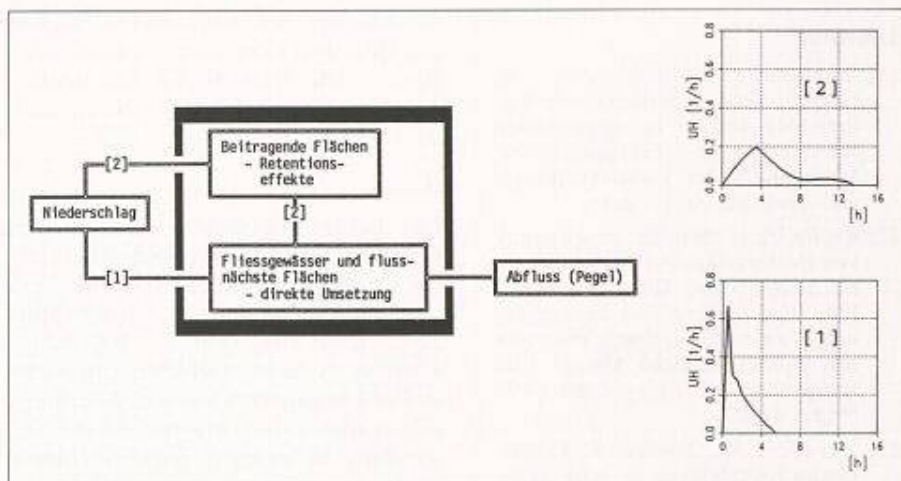 Niederschlag
[2]
[1]
Beitragende Flächen
- Retentions-
effekte
[2]
Fliessgewässer und fluss-
nächste Flächen
- direkte Umsetzung
Abfluss (Pegel)
UH [1/h]
0.8
0.6
0.4
0.2
0.0
[2]
0 4 8 12 16
[h]
UH [1/h]
0.8
0.6
0.4
0.2
0.0
[1]
0 4 8 12 16
[h]